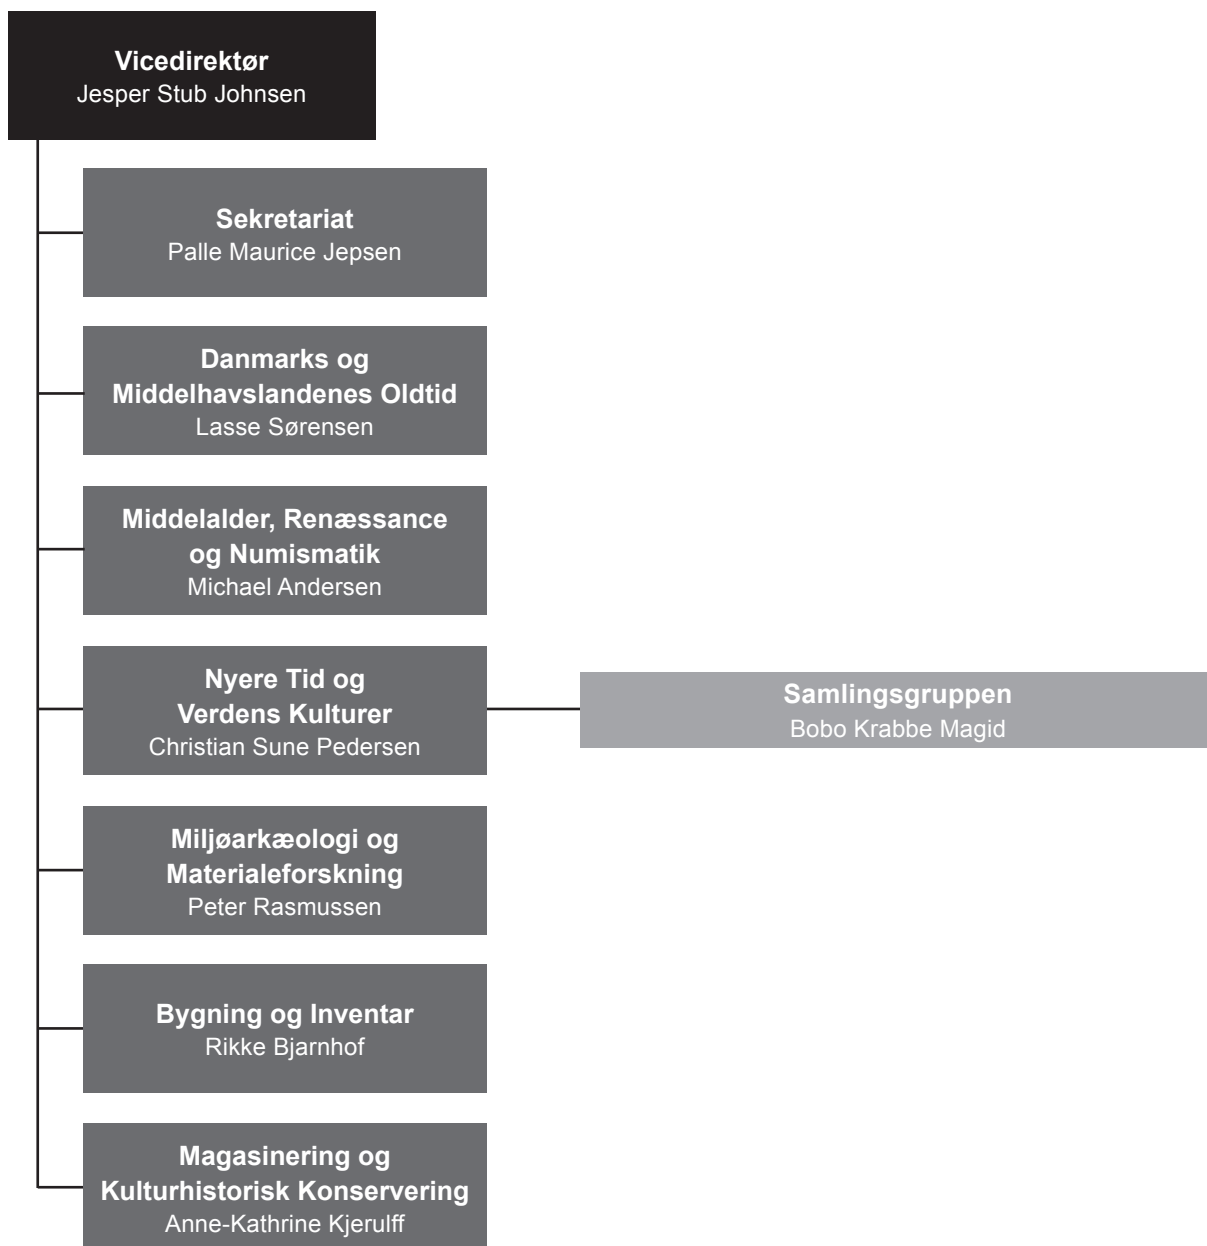 Vicedirektør
Jesper Stub Johnsen
Sekretariat
Palle Maurice Jepsen
Danmarks og
Middelhavslandenes Oldtid
Lasse Sørensen
Middelalder, Renæssance
og Numismatik
Michael Andersen
Nyere Tid og
Verdens Kulturer
Christian Sune Pedersen
Samlingsgruppen
Bobo Krabbe Magid
Miljøarkæologi og
Materialeforskning
Peter Rasmussen
Bygning og Inventar
Rikke Bjarnhof
Magasinering og
Kulturhistorisk Konservering
Anne-Kathrine Kjerulff